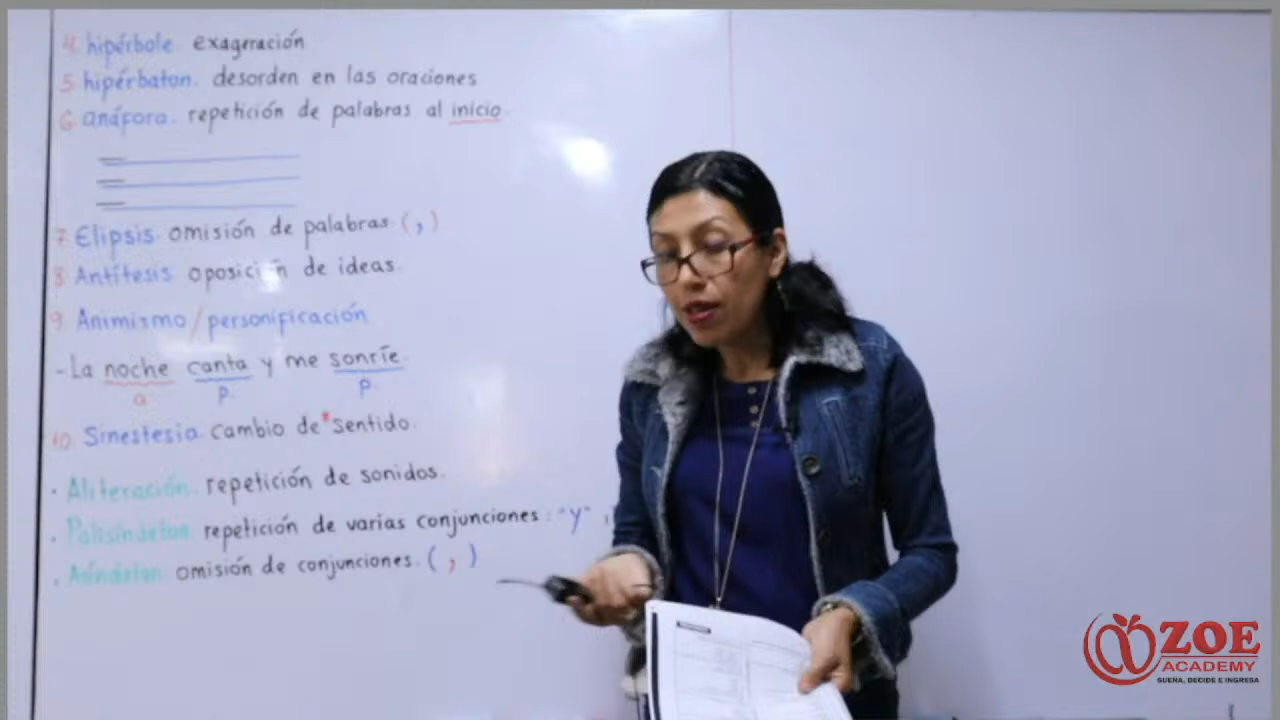 4. hipérbole. exageración
5. hipérbaton. desorden en las oraciones
6. anáfora. repetición de palabras al inicio.
7. Elipsis. omisión de palabras. ( , )
8. Antítesis oposición de ideas.
9. Animismo / personificación
- La noche canta y me sonríe.
a p. p.
10. Sinestesia. cambio de * sentido.
. Aliteración. repetición de sonidos.
. Polisíndeton repetición de varias conjunciones: "y"
. Asíndeton omisión de conjunciones. ( , )
ZOE
ACADEMY
SUEÑA, DECIDE E INGRESA